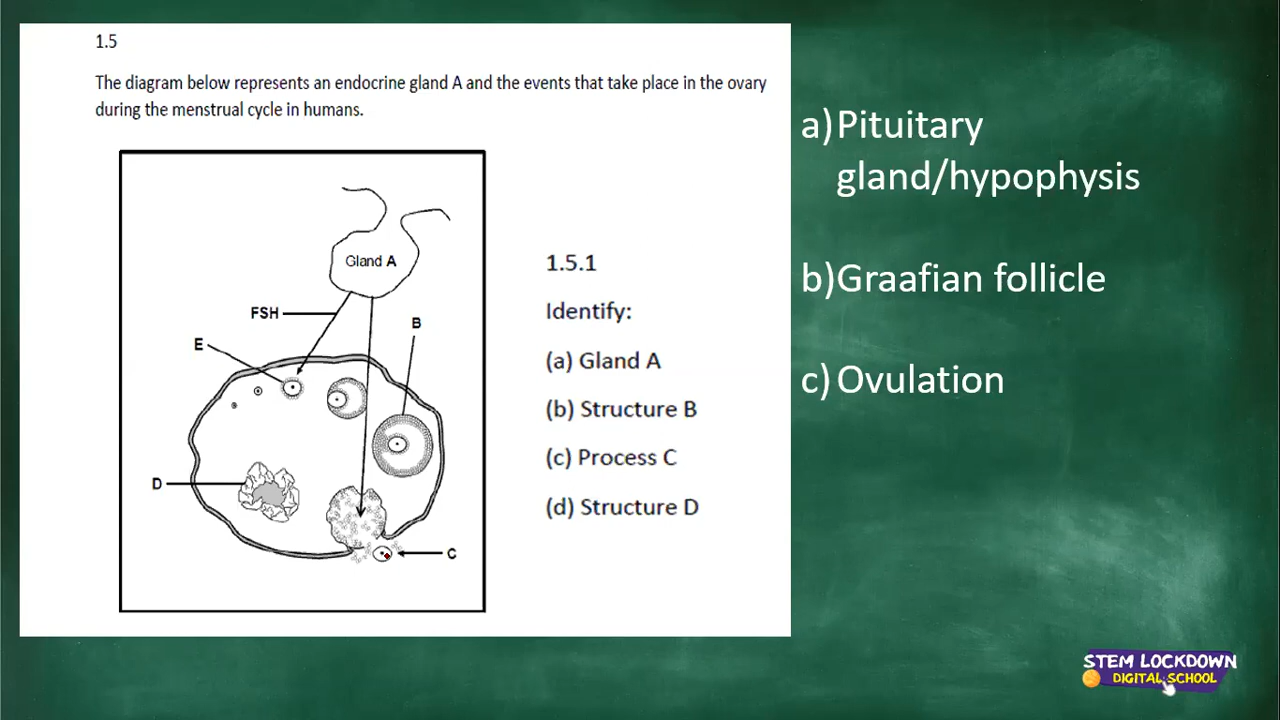 1.5
The diagram below represents an endocrine gland A and the events that take place in the ovary
during the menstrual cycle in humans.
Gland A
FSH
B
E
D
C
1.5.1
Identify:
(a) Gland A
(b) Structure B
(c) Process C
(d) Structure D
a) Pituitary
gland/hypophysis
b) Graafian follicle
c) Ovulation
STEM LOCKDOWN
DIGITAL SCHOOL